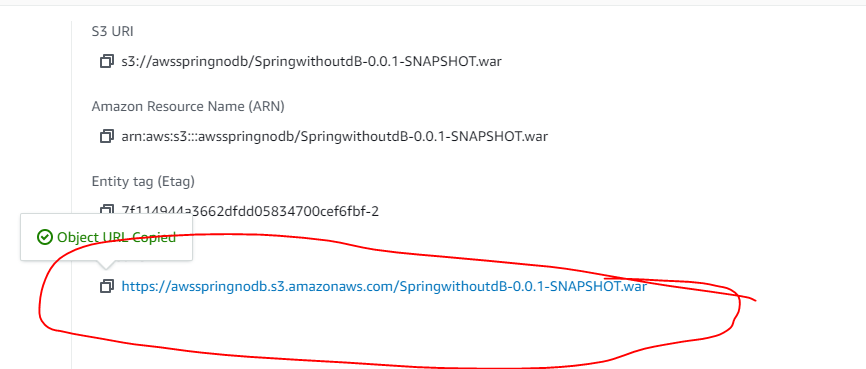 S3 URI
s3://awsspringnodb/SpringwithoutdB-0.0.1-SNAPSHOT.war
Amazon Resource Name (ARN)
arn:aws:s3:::awsspringnodb/SpringwithoutdB-0.0.1-SNAPSHOT.war
Entity tag (Etag)
7f114944a3662dfdd05834700cef6fbf-2
Object URL Copied
https://awsspringnodb.s3.amazonaws.com/SpringwithoutdB-0.0.1-SNAPSHOT.war